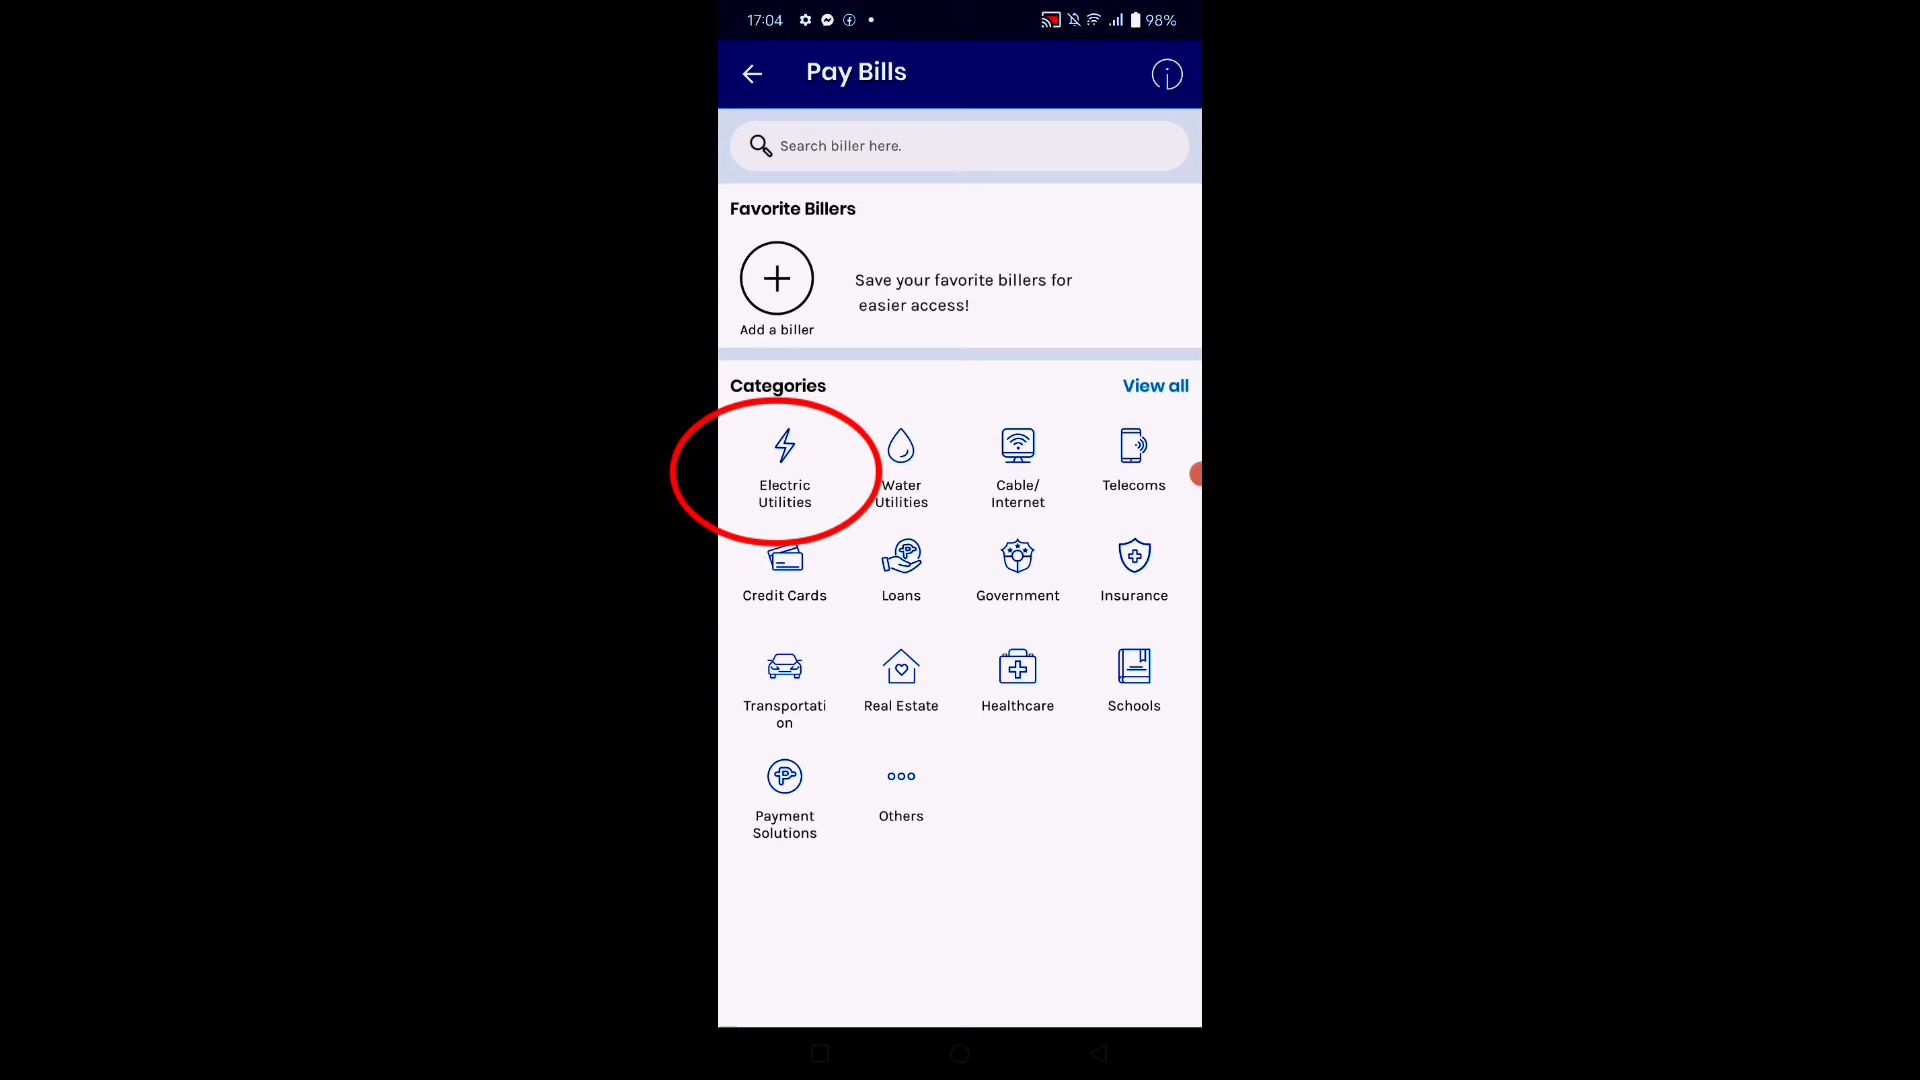 17:04
98%
Pay Bills
Search biller here.
Favorite Billers
Save your favorite billers for
easier access!
Add a biller
Categories
View all
Electric
Utilities
Water
Utilities
Cable/
Internet
Telecoms
Credit Cards
Loans
Government
Insurance
Transportati
on
Real Estate
Healthcare
Schools
Payment
Solutions
Others